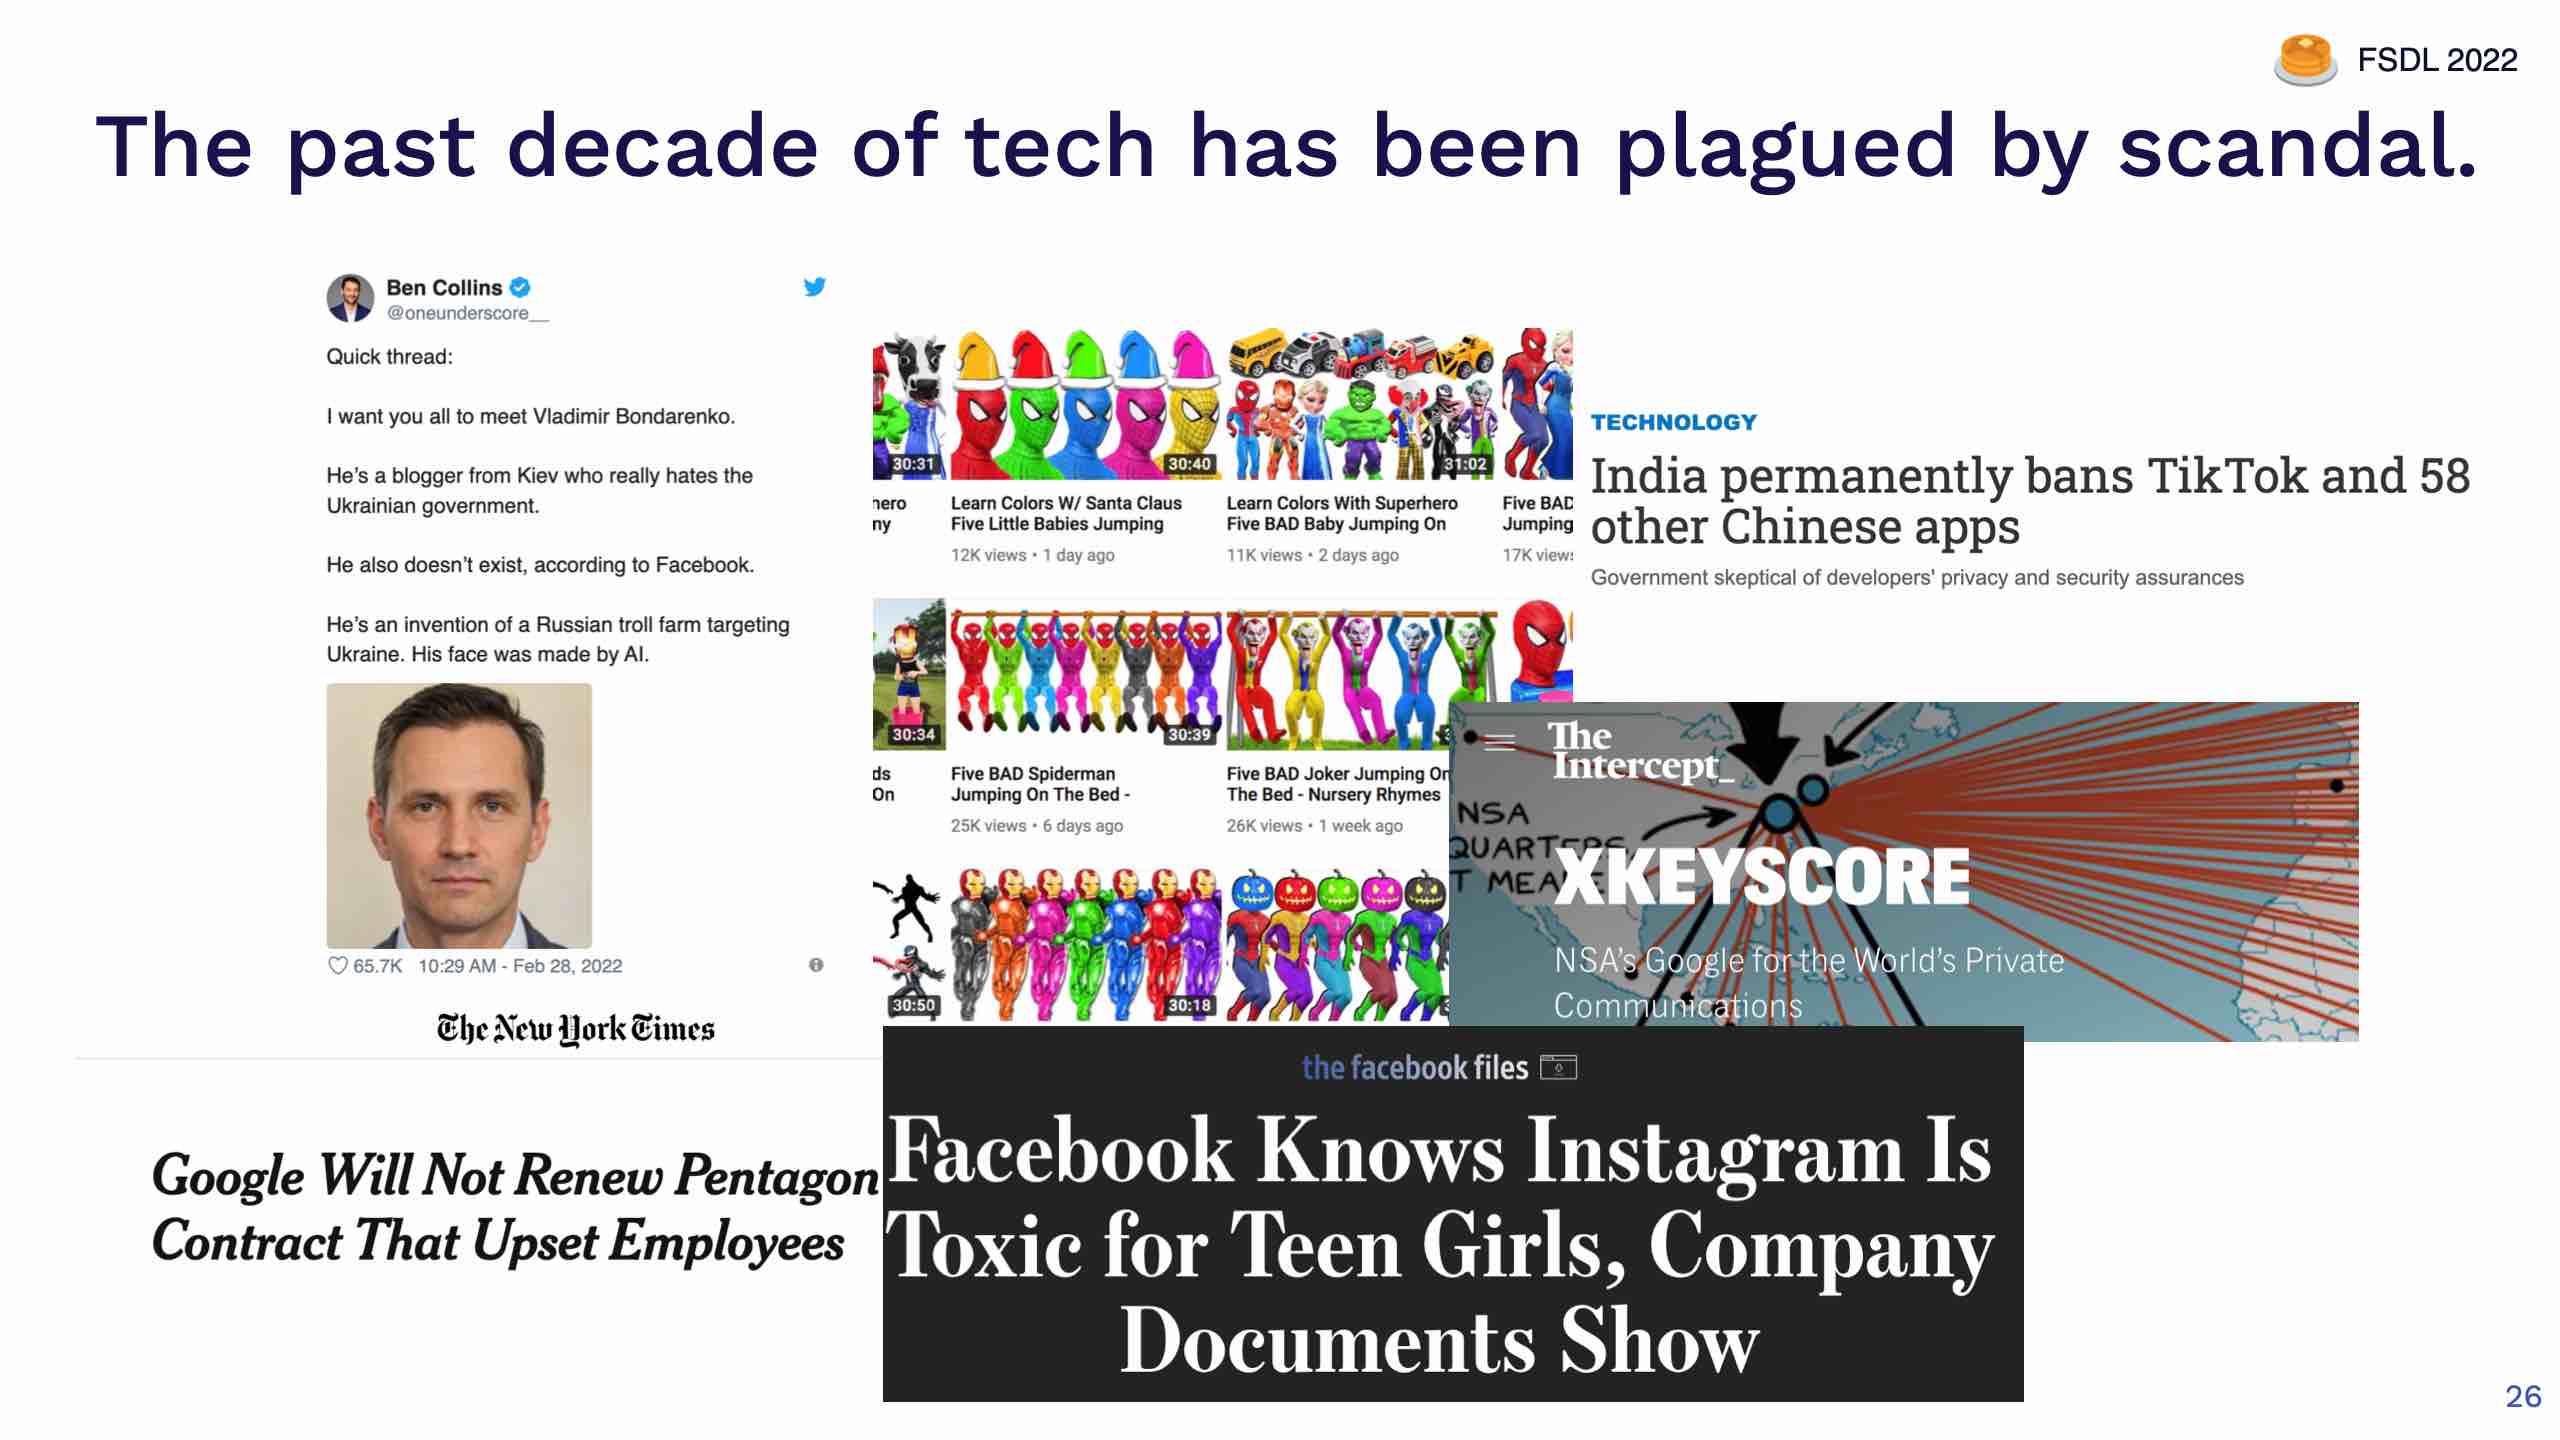 FSDL 2022
The past decade of tech has been plagued by scandal.
Ben Collins
@oneunderscore__
Quick thread:
I want you all to meet Vladimir Bondarenko.
He's a blogger from Kiev who really hates the
Ukrainian government.
He also doesn't exist, according to Facebook.
He's an invention of a Russian troll farm targeting
Ukraine. His face was made by AI.
65.7K 10:29 AM - Feb 28, 2022
30:31
30:40
31:02
hero
ny
Learn Colors W/ Santa Claus
Five Little Babies Jumping
12K views • 1 day ago
Learn Colors With Superhero
Five BAD Baby Jumping On
11K views • 2 days ago
Five BAD
Jumping
17K views
30:34
30:39
ds
On
Five BAD Spiderman
Jumping On The Bed -
25K views • 6 days ago
Five BAD Joker Jumping On
The Bed - Nursery Rhymes
26K views • 1 week ago
30:50
30:18
TECHNOLOGY
India permanently bans TikTok and 58
other Chinese apps
Government skeptical of developers' privacy and security assurances
The
Intercept_
NSA
QUARTERS
T MEADE
XKEYSCORE
NSA's Google for the World's Private
Communications
The New York Times
Google Will Not Renew Pentagon
Contract That Upset Employees
the facebook files
Facebook Knows Instagram Is
Toxic for Teen Girls, Company
Documents Show
26